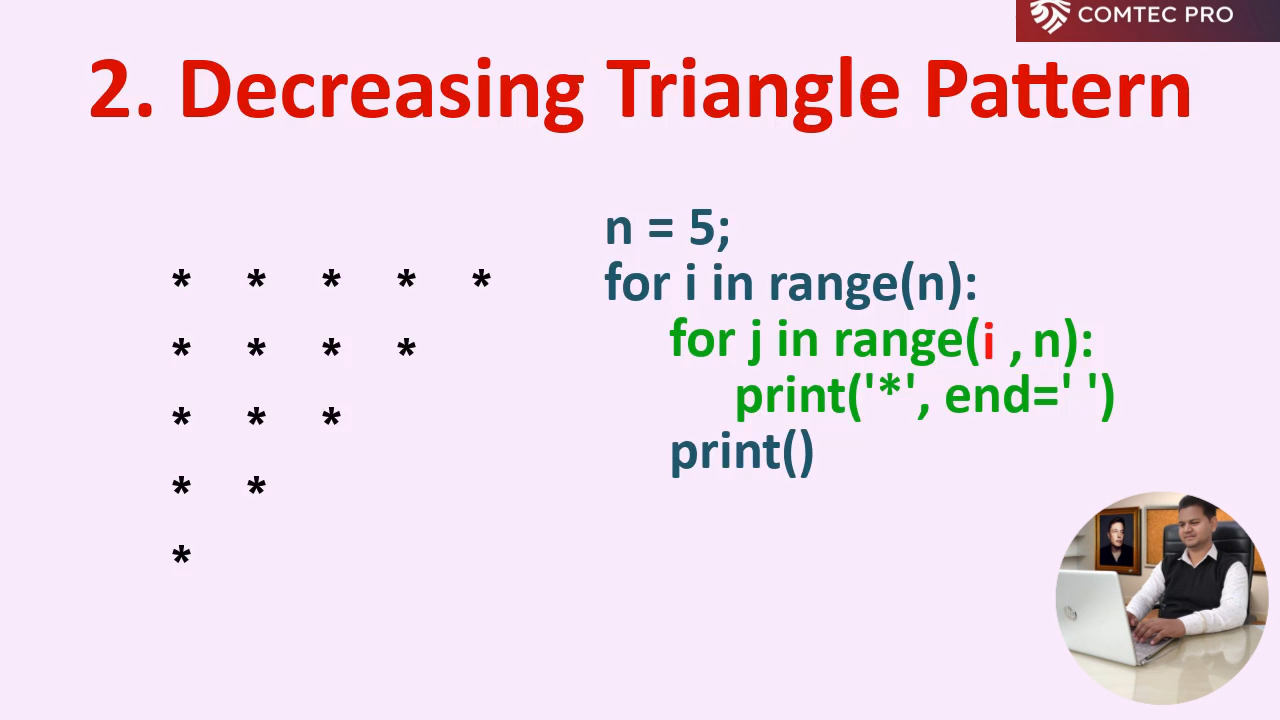 COMTEC PRO
2. Decreasing Triangle Pattern
* * * * *
* * * *
* * *
* *
*
n = 5;
for i in range(n):
for j in range(i , n):
print('*', end=' ')
print()